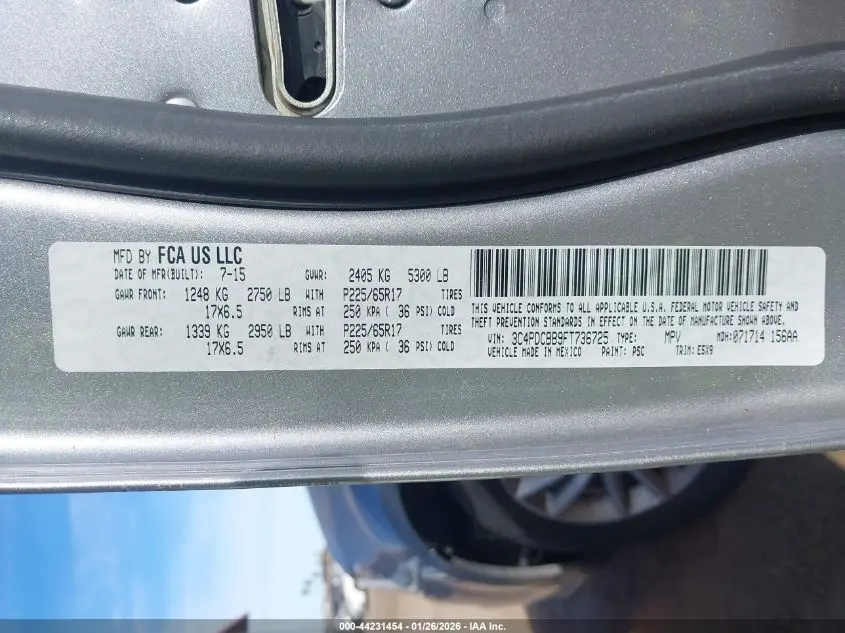 MFD BY FCA US LLC
DATE OF MFR(BUILT): 7-15 GVWR: 2405 KG 5300 LB
GAWR FRONT: 1248 KG 2750 LB WITH P225/65R17 TIRES
17X6.5 RIMS AT 250 KPA ( 36 PSI) COLD
GAWR REAR: 1339 KG 2950 LB WITH P225/65R17 TIRES
17X6.5 RIMS AT 250 KPA ( 36 PSI) COLD
THIS VEHICLE CONFORMS TO ALL APPLICABLE U.S.A. FEDERAL MOTOR VEHICLE SAFETY AND
THEFT PREVENTION STANDARDS IN EFFECT ON THE DATE OF MANUFACTURE SHOWN ABOVE.
VIN: 3C4PDCBB9FT736725 TYPE: MPV MDH:071714 156AA
MADE IN MEXICO PAINT: PSC TRIM: E5X9
000-44231454 - 01/26/2026 - IAA Inc.